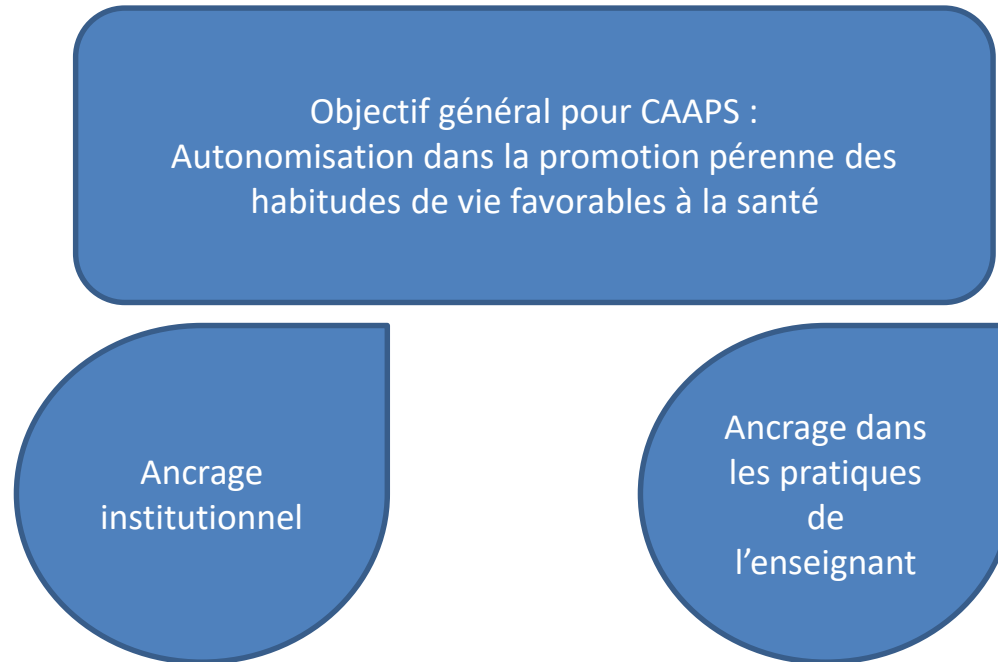 Objectif général pour CAAPS :
Autonomisation dans la promotion pérenne des
habitudes de vie favorables à la santé
Ancrage
institutionnel
Ancrage dans
les pratiques
de
l’enseignant